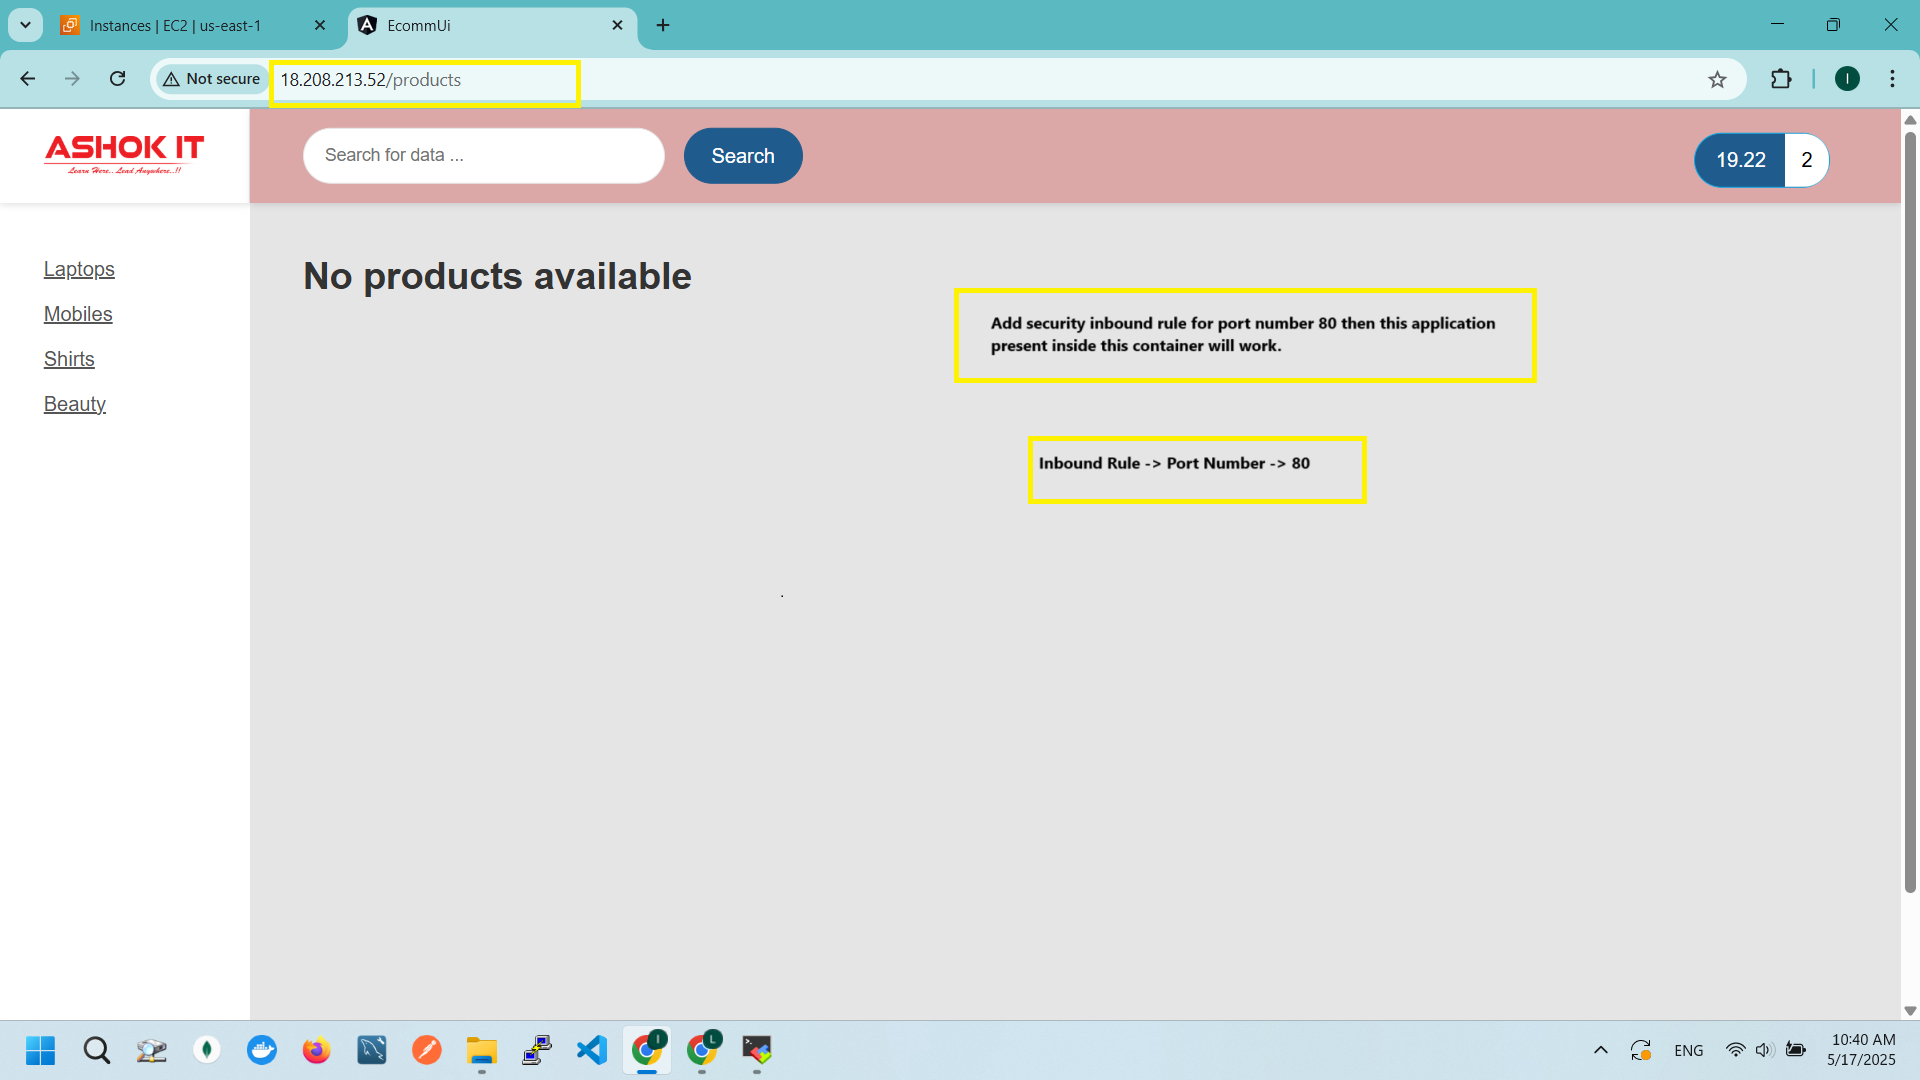 Instances | EC2 | us-east-1
EcommUi
Not secure
18.208.213.52/products
I
ASHOK IT
Learn Here.. Lead Anywhere..!!
Search for data ...
Search
19.22
2
Laptops
Mobiles
Shirts
Beauty
No products available
Add security inbound rule for port number 80 then this application
present inside this container will work.
Inbound Rule -> Port Number -> 80
I
L
ENG
10:40 AM
5/17/2025